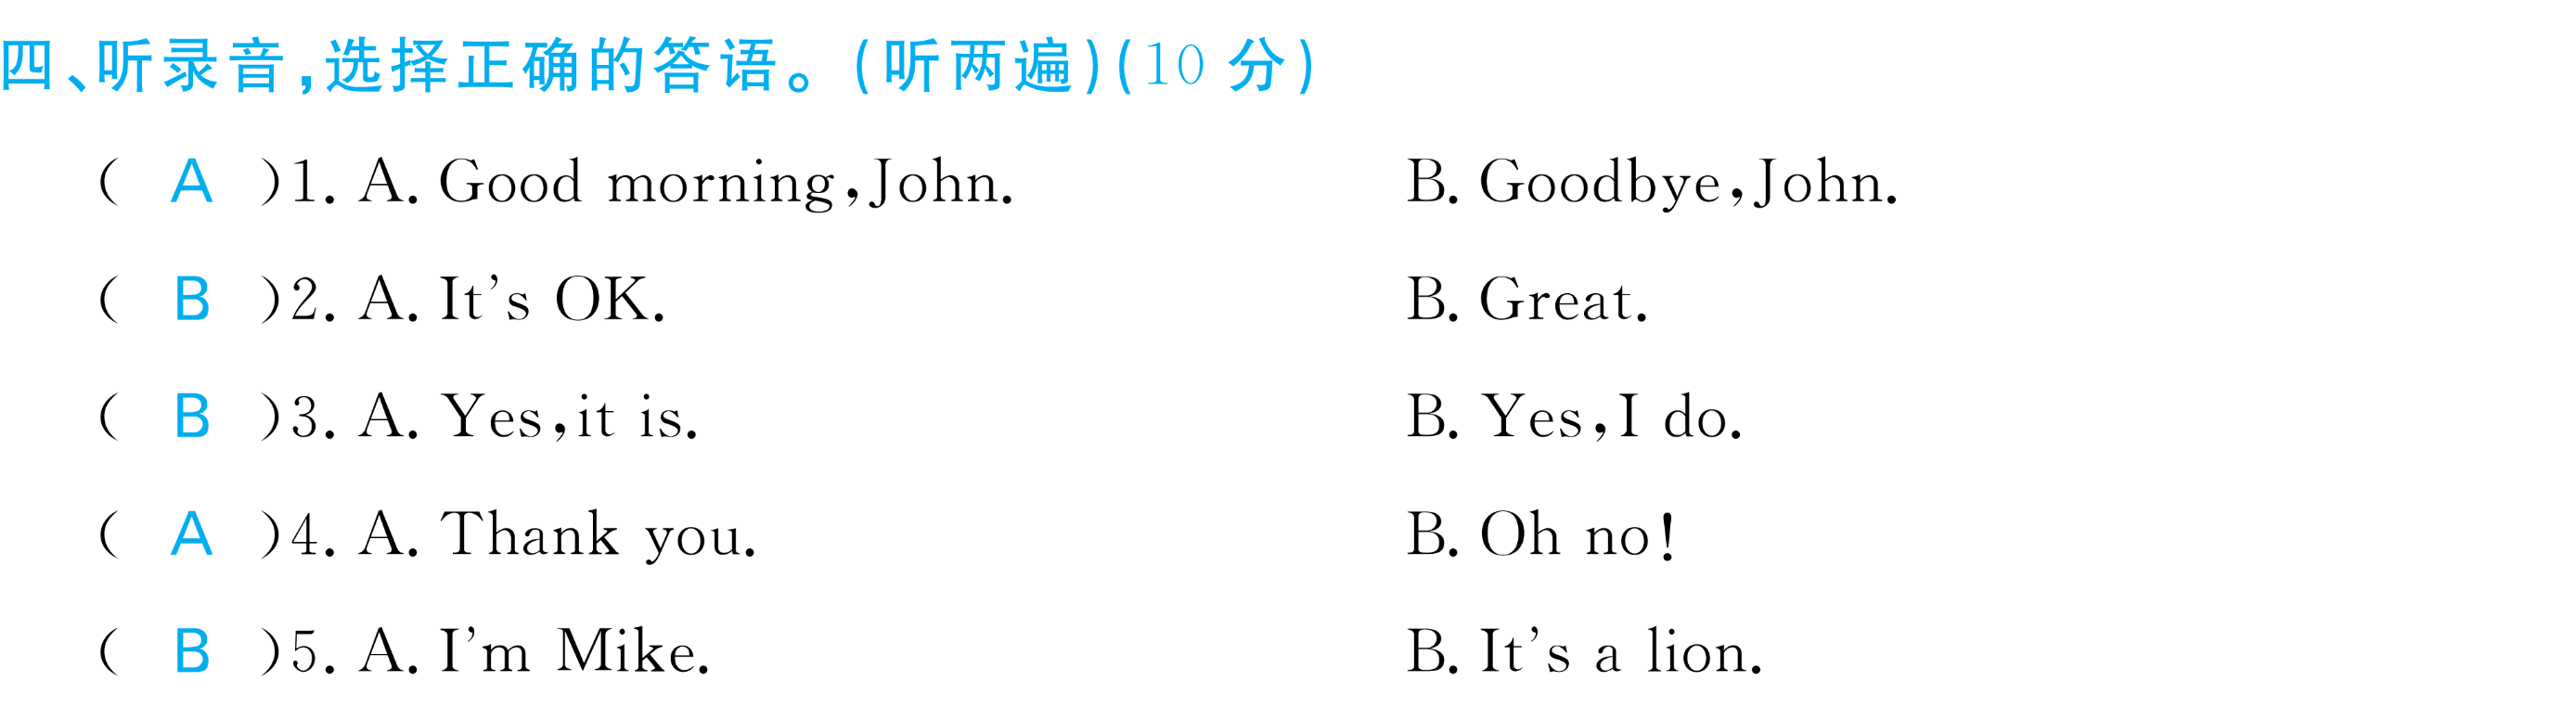 四、听录音,选择正确的答语。(听两遍)(10 分)
( A )1. A. Good morning,John. B. Goodbye,John.
( B )2. A. It's OK. B. Great.
( B )3. A. Yes,it is. B. Yes,I do.
( A )4. A. Thank you. B. Oh no!
( B )5. A. I'm Mike. B. It's a lion.